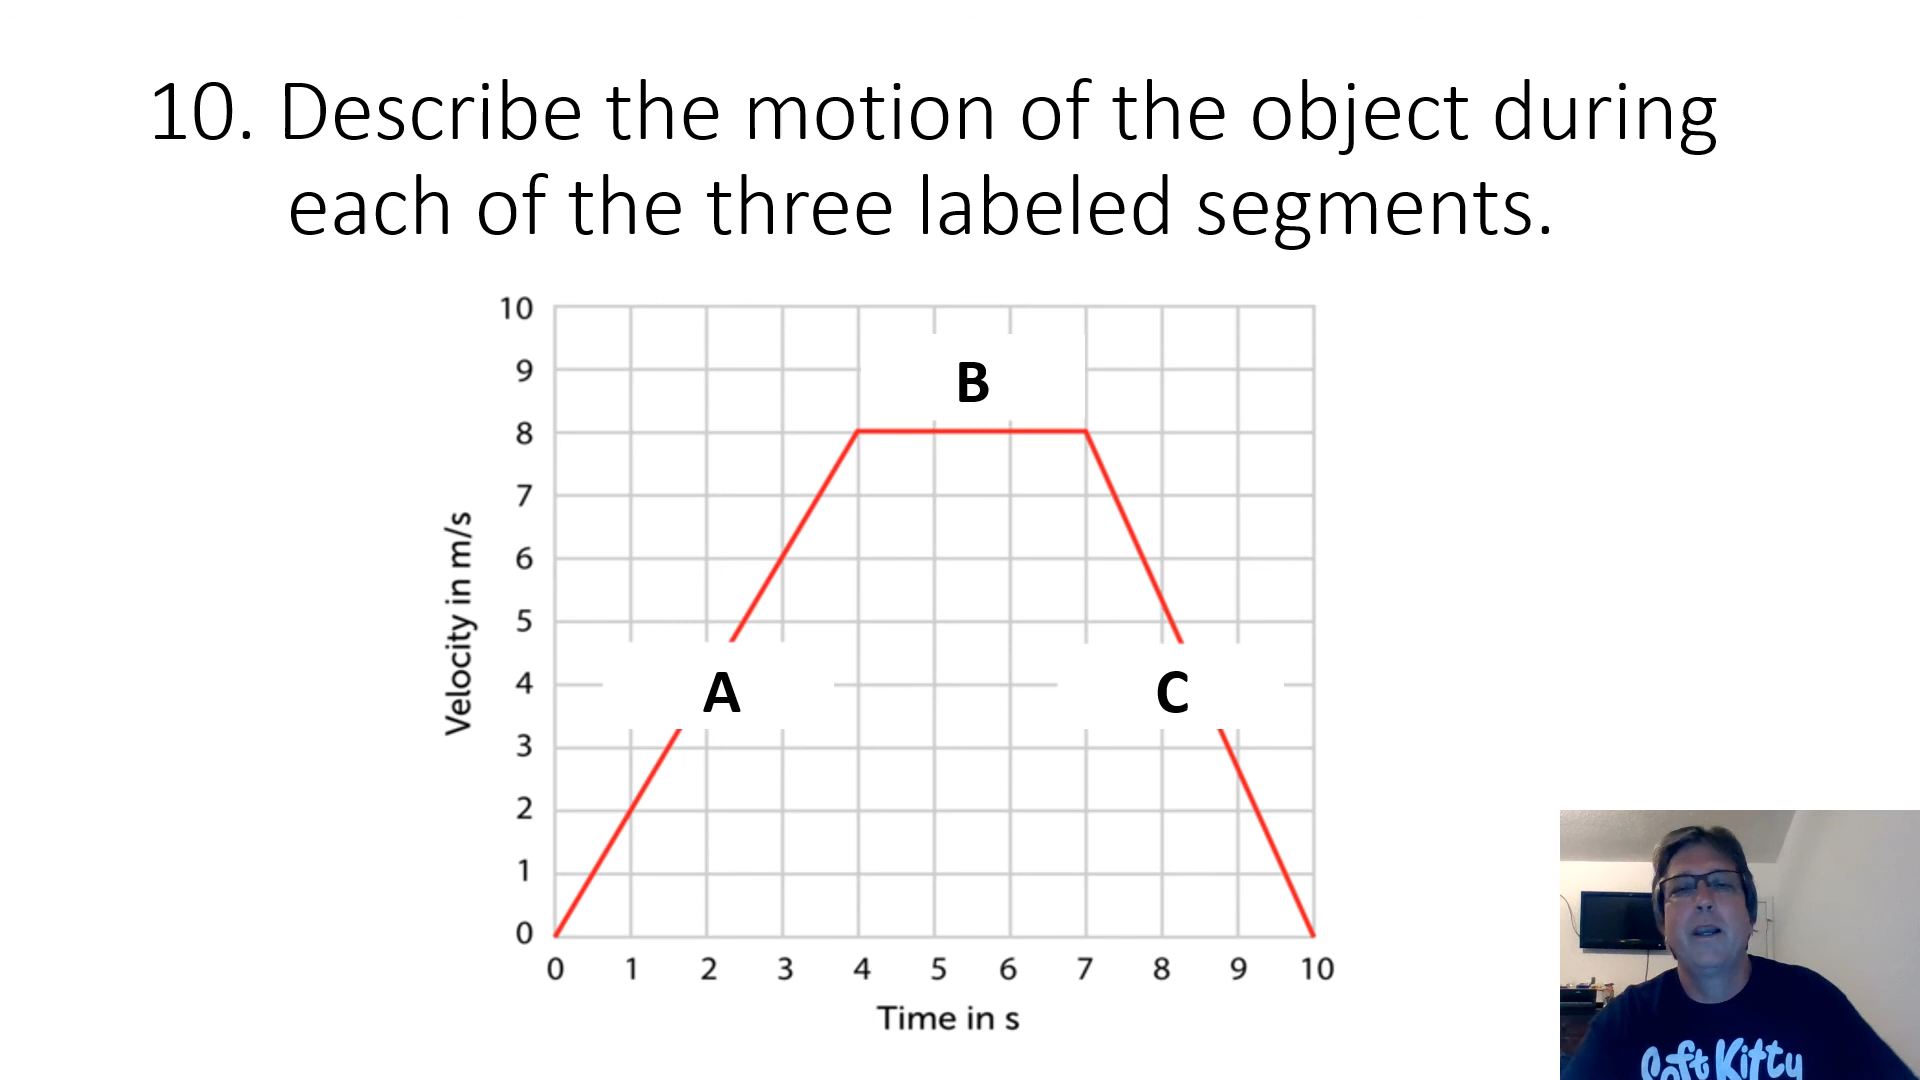 10. Describe the motion of the object during
each of the three labeled segments.
10
9
8
7
6
5
4
3
2
1
0
Velocity in m/s
B
A
C
0 1 2 3 4 5 6 7 8 9 10
Time in s
Soft Kitty